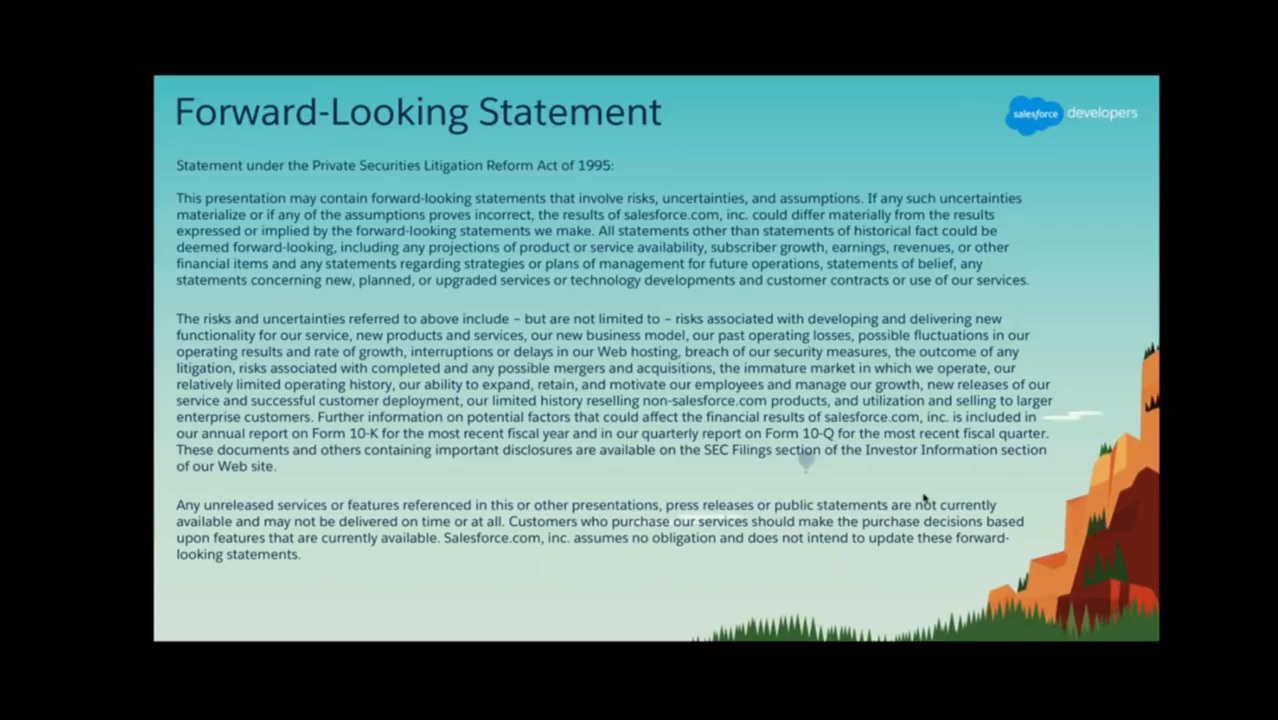 Forward-Looking Statement
salesforce developers
Statement under the Private Securities Litigation Reform Act of 1995:
This presentation may contain forward-looking statements that involve risks, uncertainties, and assumptions. If any such uncertainties
materialize or if any of the assumptions proves incorrect, the results of salesforce.com, inc. could differ materially from the results
expressed or implied by the forward-looking statements we make. All statements other than statements of historical fact could be
deemed forward-looking, including any projections of product or service availability, subscriber growth, earnings, revenues, or other
financial items and any statements regarding strategies or plans of management for future operations, statements of belief, any
statements concerning new, planned, or upgraded services or technology developments and customer contracts or use of our services.
The risks and uncertainties referred to above include – but are not limited to – risks associated with developing and delivering new
functionality for our service, new products and services, our new business model, our past operating losses, possible fluctuations in our
operating results and rate of growth, interruptions or delays in our Web hosting, breach of our security measures, the outcome of any
litigation, risks associated with completed and any possible mergers and acquisitions, the immature market in which we operate, our
relatively limited operating history, our ability to expand, retain, and motivate our employees and manage our growth, new releases of our
service and successful customer deployment, our limited history reselling non-salesforce.com products, and utilization and selling to larger
enterprise customers. Further information on potential factors that could affect the financial results of salesforce.com, inc. is included in
our annual report on Form 10-K for the most recent fiscal year and in our quarterly report on Form 10-Q for the most recent fiscal quarter.
These documents and others containing important disclosures are available on the SEC Filings section of the Investor Information section
of our Web site.
Any unreleased services or features referenced in this or other presentations, press releases or public statements are not currently
available and may not be delivered on time or at all. Customers who purchase our services should make the purchase decisions based
upon features that are currently available. Salesforce.com, inc. assumes no obligation and does not intend to update these forward-
looking statements.